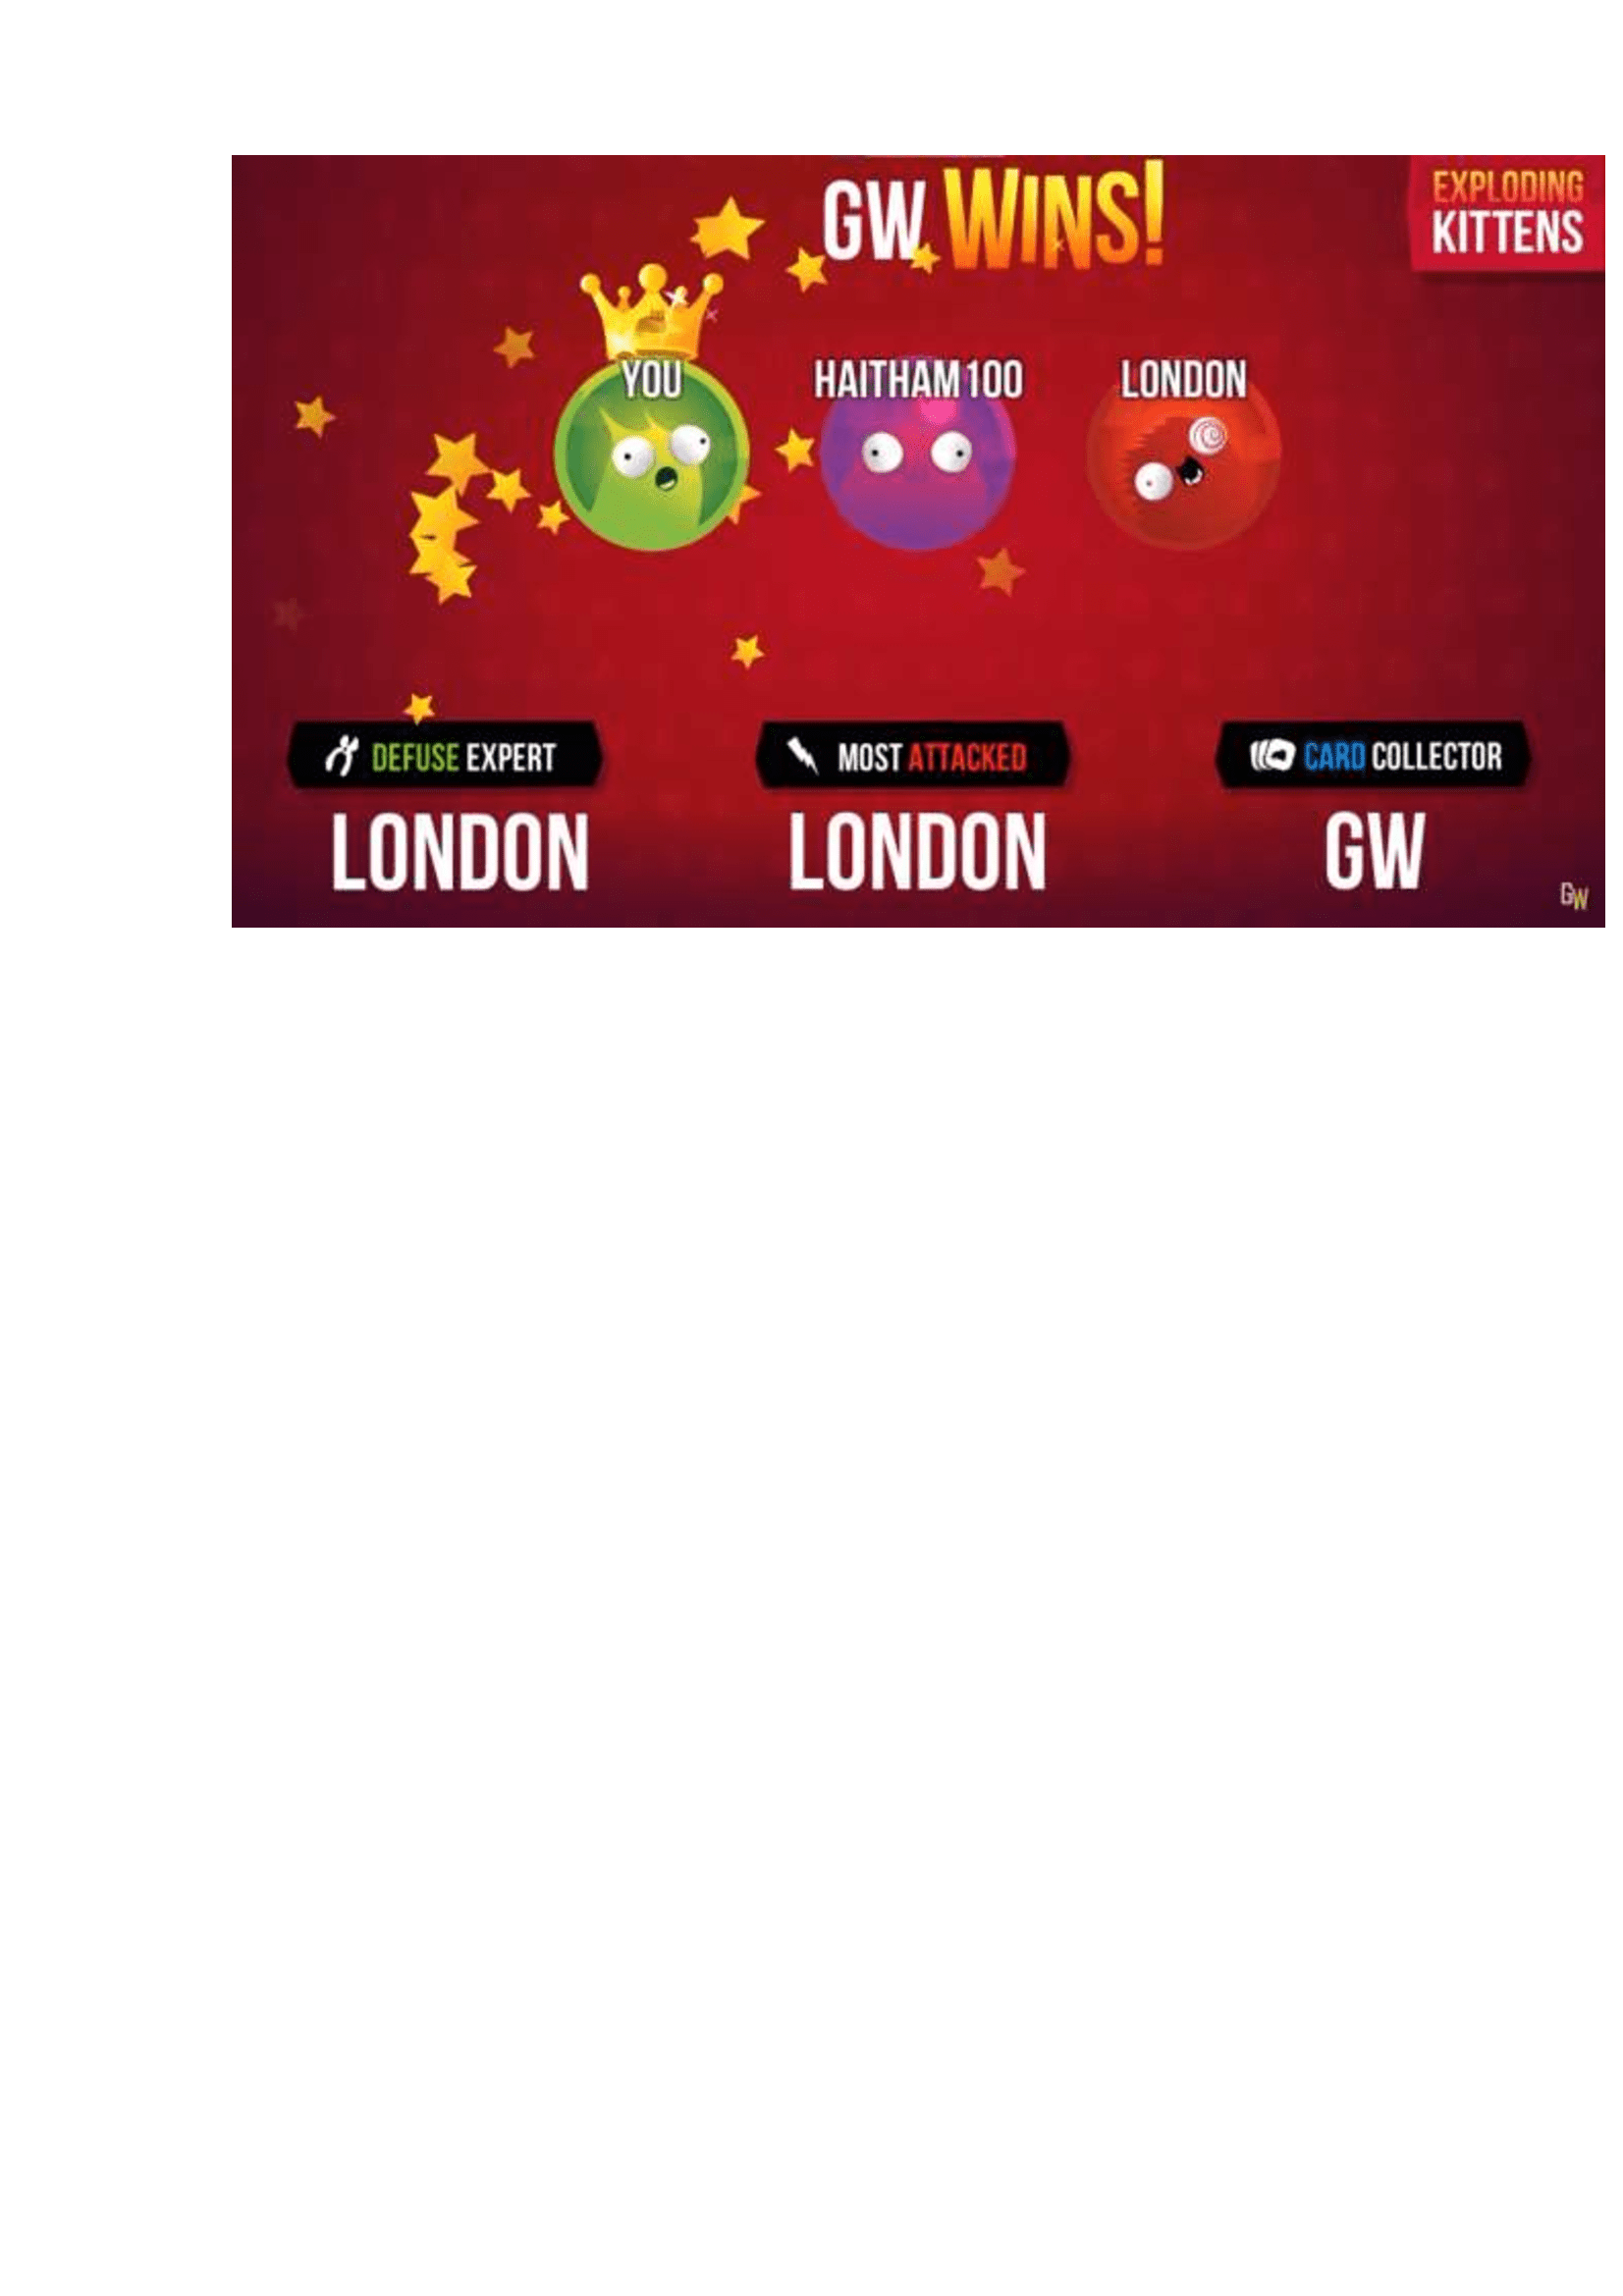 GW WINS!
EXPLODING
KITTENS
YOU
HAITHAM100
LONDON
DEFUSE EXPERT
MOST ATTACKED
CARD COLLECTOR
LONDON
LONDON
GW
GW